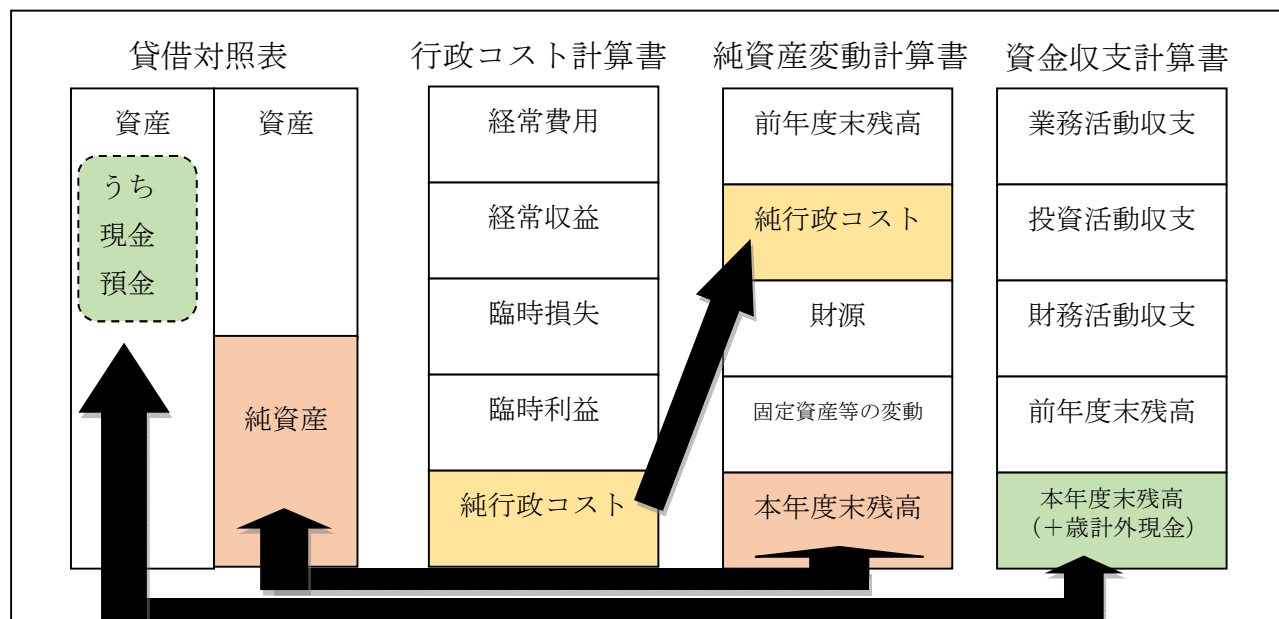 貸借対照表
資産
うち
現金
預金
資産
純資産
行政コスト計算書
経常費用
経常収益
臨時損失
臨時利益
純行政コスト
純資産変動計算書
前年度末残高
純行政コスト
財源
固定資産等の変動
本年度末残高
資金収支計算書
業務活動収支
投資活動収支
財務活動収支
前年度末残高
本年度末残高
（＋歳計外現金）